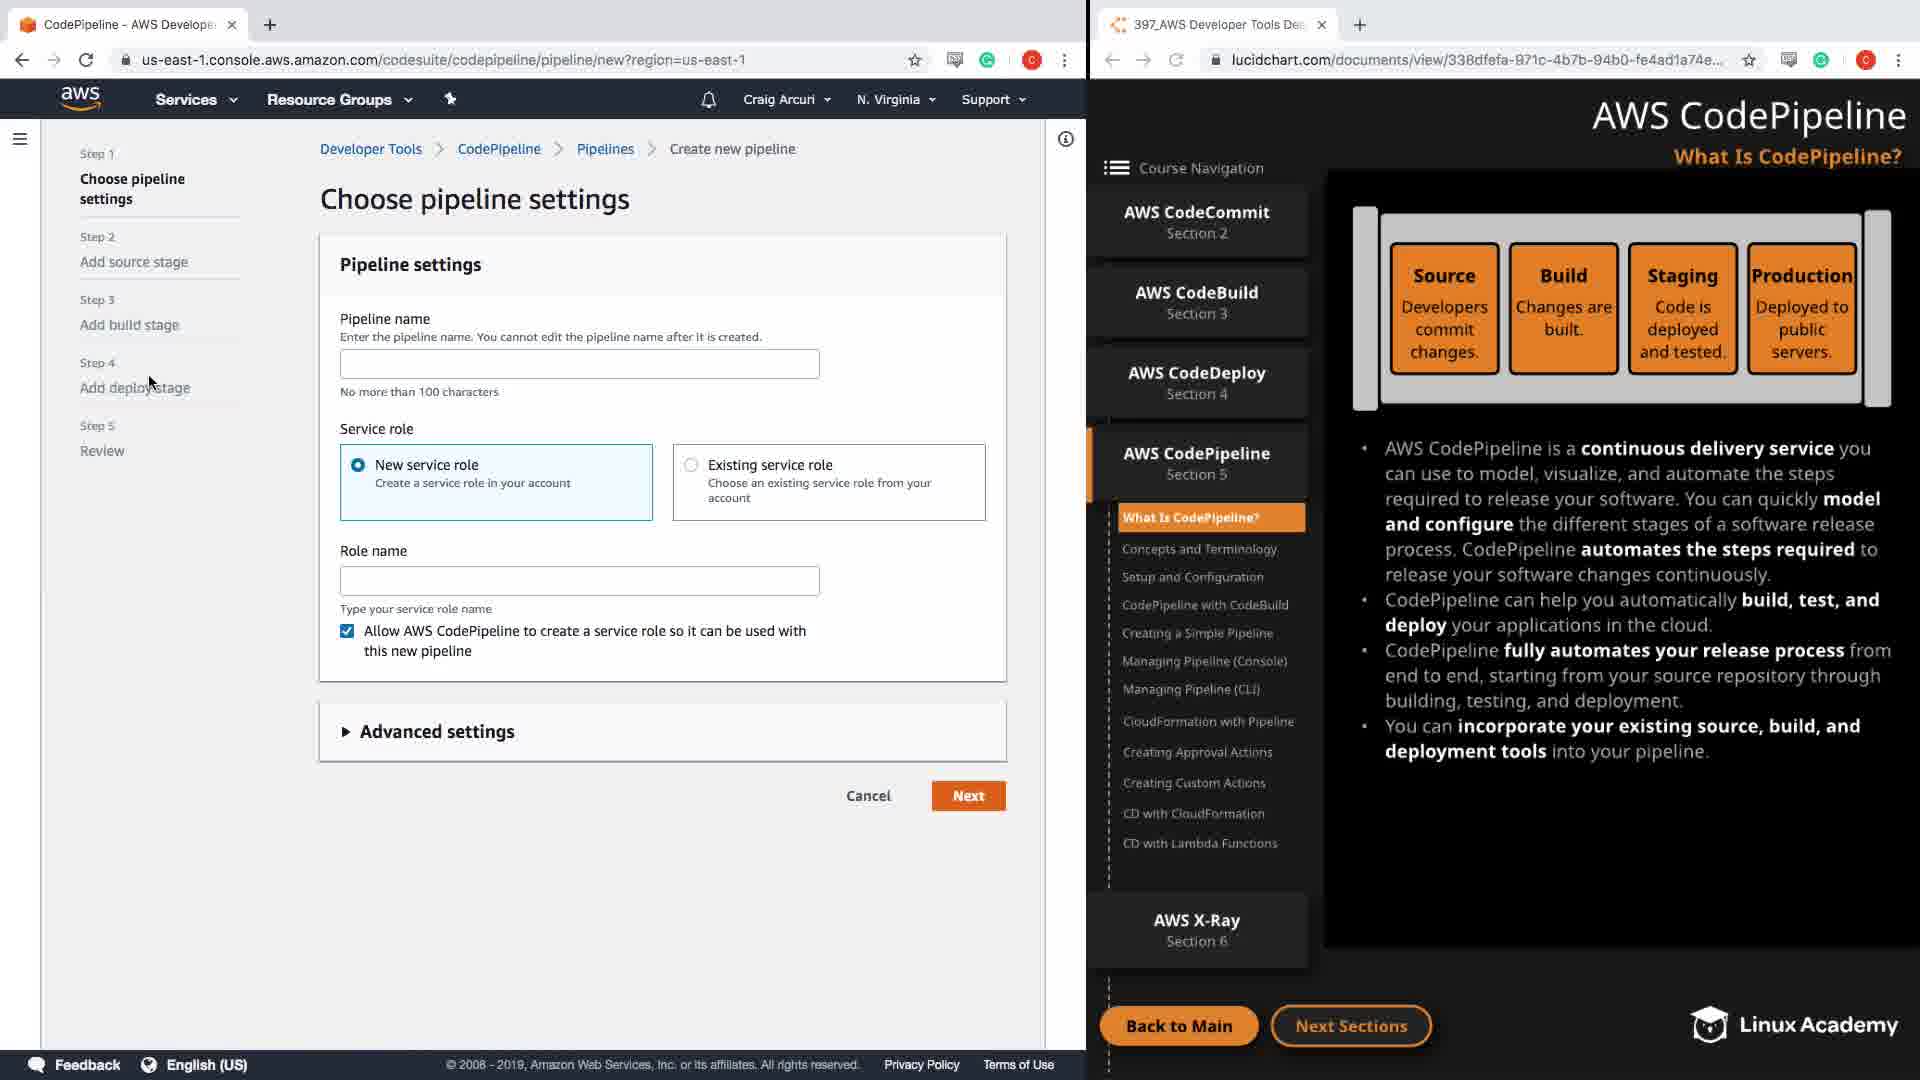 CodePipeline - AWS Develope
us-east-1.console.aws.amazon.com/codesuite/codepipeline/pipeline/new?region=us-east-1
aws
Services
Resource Groups
Craig Arcuri
N. Virginia
Support
Step 1
Choose pipeline
settings
Step 2
Add source stage
Step 3
Add build stage
Step 4
Add deploy stage
Step 5
Review
Developer Tools
CodePipeline
Pipelines
Create new pipeline
Choose pipeline settings
Pipeline settings
Pipeline name
Enter the pipeline name. You cannot edit the pipeline name after it is created.
No more than 100 characters
Service role
New service role
Create a service role in your account
Existing service role
Choose an existing service role from your
account
Role name
Type your service role name
Allow AWS CodePipeline to create a service role so it can be used with
this new pipeline
Advanced settings
Cancel
Next
Feedback
English (US)
© 2008 - 2019, Amazon Web Services, Inc. or its affiliates. All rights reserved.
Privacy Policy
Terms of Use
397_AWS Developer Tools Dee
lucidchart.com/documents/view/338dfefa-971c-4b7b-94b0-fe4ad1a74e...
C
C
AWS CodePipeline
What Is CodePipeline?
Course Navigation
AWS CodeCommit
Section 2
AWS CodeBuild
Section 3
AWS CodeDeploy
Section 4
AWS CodePipeline
Section 5
What Is CodePipeline?
Concepts and Terminology
Setup and Configuration
CodePipeline with CodeBuild
Creating a Simple Pipeline
Managing Pipeline (Console)
Managing Pipeline (CLI)
CloudFormation with Pipeline
Creating Approval Actions
Creating Custom Actions
CD with CloudFormation
CD with Lambda Functions
AWS X-Ray
Section 6
Back to Main
Next Sections
Source
Developers
commit
changes.
Build
Changes are
built.
Staging
Code is
deployed
and tested.
Production
Deployed to
public
servers.
• AWS CodePipeline is a continuous delivery service you
can use to model, visualize, and automate the steps
required to release your software. You can quickly model
and configure the different stages of a software release
process. CodePipeline automates the steps required to
release your software changes continuously.
• CodePipeline can help you automatically build, test, and
deploy your applications in the cloud.
• CodePipeline fully automates your release process from
end to end, starting from your source repository through
building, testing, and deployment.
• You can incorporate your existing source, build, and
deployment tools into your pipeline.
Linux Academy